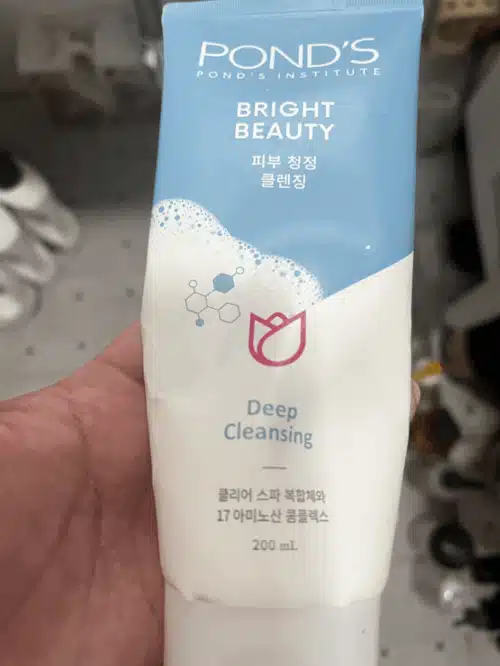 POND'S
POND'S INSTITUTE
BRIGHT
BEAUTY
피부 청정
클렌징
Deep
Cleansing
클리어 스파 복합체와
17 아미노산 콤플렉스
200 mL